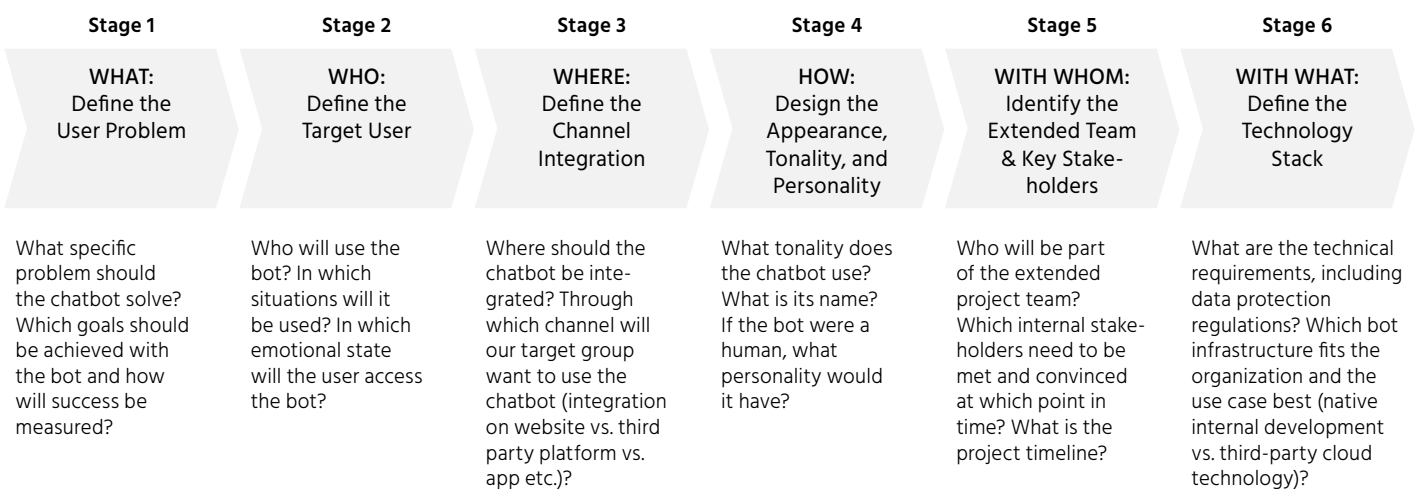 Stage 1
WHAT:
Define the
User Problem
What specific
problem should
the chatbot solve?
Which goals should
be achieved with
the bot and how
will success be
measured?
Stage 2
WHO:
Define the
Target User
Who will use the
bot? In which
situations will it
be used? In which
emotional state
will the user access
the bot?
Stage 3
WHERE:
Define the
Channel
Integration
Where should the
chatbot be inte-
grated? Through
which channel will
our target group
want to use the
chatbot (integration
on website vs. third
party platform vs.
app etc.)?
Stage 4
HOW:
Design the
Appearance,
Tonality, and
Personality
What tonality does
the chatbot use?
What is its name?
If the bot were a
human, what
personality would
it have?
Stage 5
WITH WHOM:
Identify the
Extended Team
& Key Stake-
holders
Who will be part
of the extended
project team?
Which internal stake-
holders need to be
met and convinced
at which point in
time? What is the
project timeline?
Stage 6
WITH WHAT:
Define the
Technology
Stack
What are the technical
requirements, including
data protection
regulations? Which bot
infrastructure fits the
organization and the
use case best (native
internal development
vs. third-party cloud
technology)?